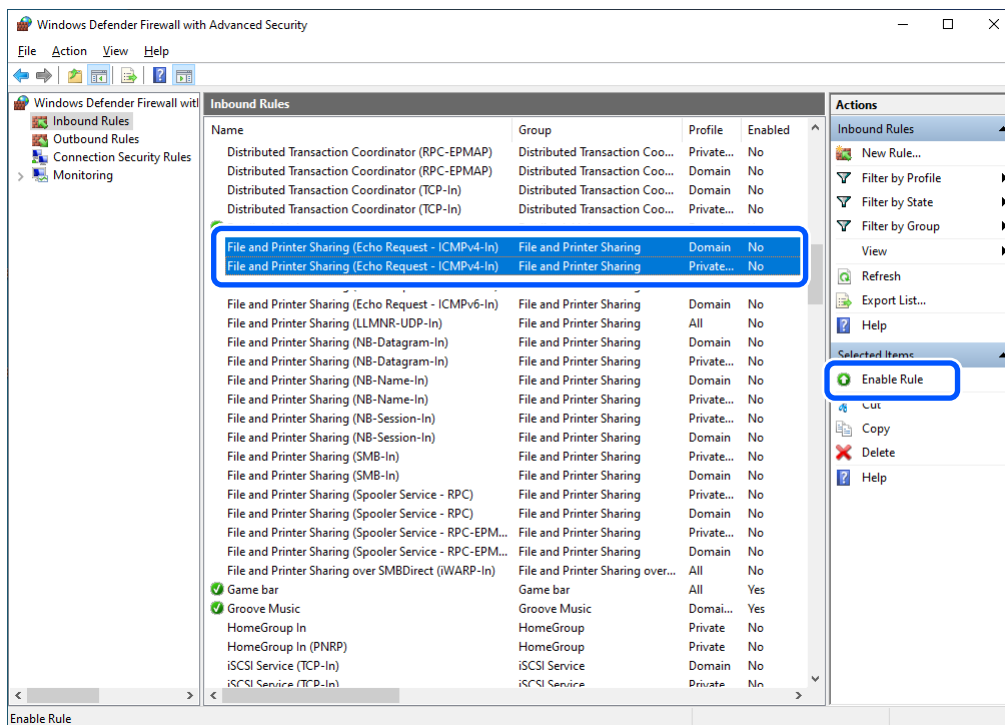 Windows Defender Firewall with Advanced Security
File Action View Help
Windows Defender Firewall with
Inbound Rules
Outbound Rules
Connection Security Rules
Monitoring
Inbound Rules
Name Group Profile Enabled
Distributed Transaction Coordinator (RPC-EPMAP) Distributed Transaction Coo... Private... No
Distributed Transaction Coordinator (RPC-EPMAP) Distributed Transaction Coo... Domain No
Distributed Transaction Coordinator (TCP-In) Distributed Transaction Coo... Domain No
Distributed Transaction Coordinator (TCP-In) Distributed Transaction Coo... Private... No
File and Printer Sharing (Echo Request - ICMPv4-In) File and Printer Sharing Domain No
File and Printer Sharing (Echo Request - ICMPv4-In) File and Printer Sharing Private... No
File and Printer Sharing (Echo Request - ICMPv6-In) File and Printer Sharing Domain No
File and Printer Sharing (LLMNR-UDP-In) File and Printer Sharing All No
File and Printer Sharing (NB-Datagram-In) File and Printer Sharing Domain No
File and Printer Sharing (NB-Datagram-In) File and Printer Sharing Private... No
File and Printer Sharing (NB-Name-In) File and Printer Sharing Domain No
File and Printer Sharing (NB-Name-In) File and Printer Sharing Private... No
File and Printer Sharing (NB-Session-In) File and Printer Sharing Private... No
File and Printer Sharing (NB-Session-In) File and Printer Sharing Domain No
File and Printer Sharing (SMB-In) File and Printer Sharing Private... No
File and Printer Sharing (SMB-In) File and Printer Sharing Domain No
File and Printer Sharing (Spooler Service - RPC) File and Printer Sharing Private... No
File and Printer Sharing (Spooler Service - RPC) File and Printer Sharing Domain No
File and Printer Sharing (Spooler Service - RPC-EPM... File and Printer Sharing Private... No
File and Printer Sharing (Spooler Service - RPC-EPM... File and Printer Sharing Domain No
File and Printer Sharing over SMBDirect (iWARP-In) File and Printer Sharing over... All No
Game bar Game bar All Yes
Groove Music Groove Music Domai... Yes
HomeGroup In HomeGroup Private No
HomeGroup In (PNRP) HomeGroup Private No
iSCSI Service (TCP-In) iSCSI Service Domain No
iSCSI Service (TCP-In) iSCSI Service Private No
Actions
Inbound Rules
New Rule...
Filter by Profile
Filter by State
Filter by Group
View
Refresh
Export List...
Help
Selected Items
Enable Rule
Cut
Copy
Delete
Help
Enable Rule